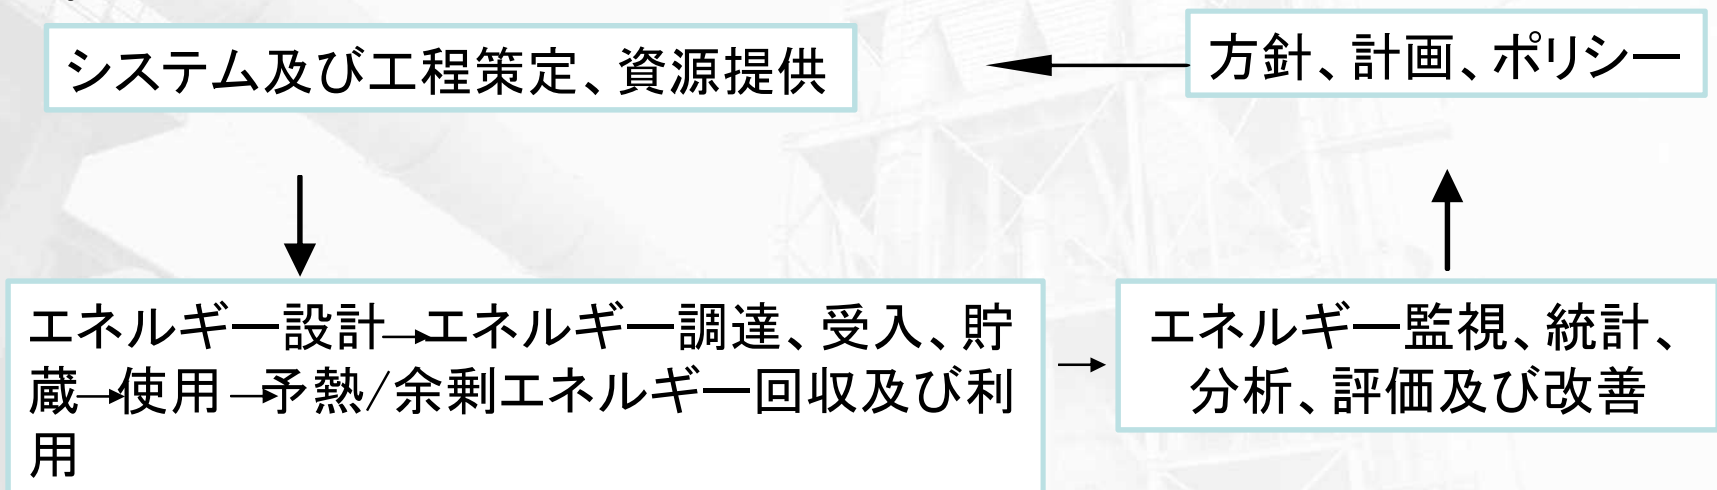 システム及び工程策定、資源提供
方針、計画、ポリシー
エネルギー設計→エネルギー調達、受入、貯
蔵→使用→予熱/余剰エネルギー回収及び利
用
エネルギー監視、統計、
分析、評価及び改善